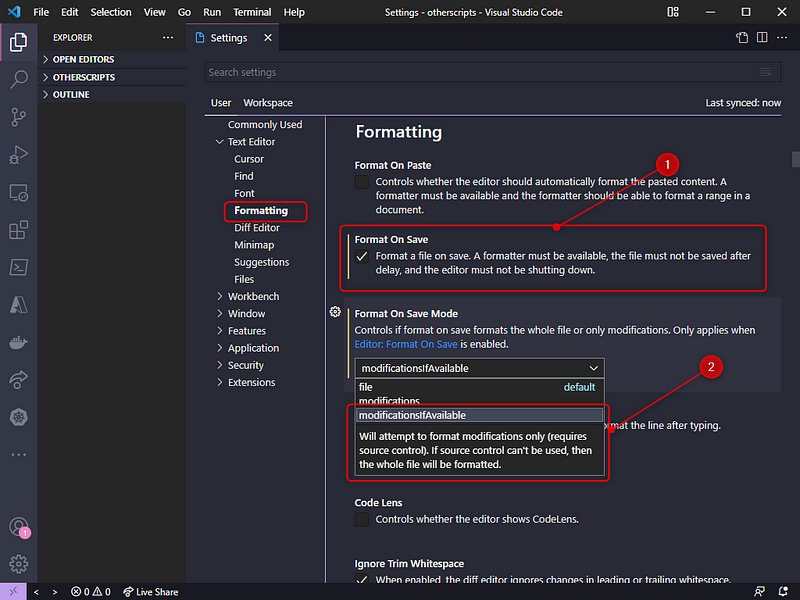 File Edit Selection View Go Run Terminal Help
Settings - otherscripts - Visual Studio Code
EXPLORER
OPEN EDITORS
OTHERSCRIPTS
OUTLINE
Settings
Search settings
User Workspace
Last synced: now
Commonly Used
Text Editor
Cursor
Find
Font
Formatting
Diff Editor
Minimap
Suggestions
Files
Workbench
Window
Features
Application
Security
Extensions
Formatting
Format On Paste
Controls whether the editor should automatically format the pasted content. A
formatter must be available and the formatter should be able to format a range in a
document.
1
Format On Save
Format a file on save. A formatter must be available, the file must not be saved after
delay, and the editor must not be shutting down.
Format On Save Mode
Controls if format on save formats the whole file or only modifications. Only applies when
Editor: Format On Save is enabled.
modificationsIfAvailable
file default
modifications
modificationsIfAvailable
2
Will attempt to format modifications only (requires
source control). If source control can't be used, then
the whole file will be formatted.
the line after typing.
Code Lens
Controls whether the editor shows CodeLens.
Ignore Trim Whitespace
When enabled, the diff editor ignores changes in leading or trailing whitespace.
1
0 0 Live Share